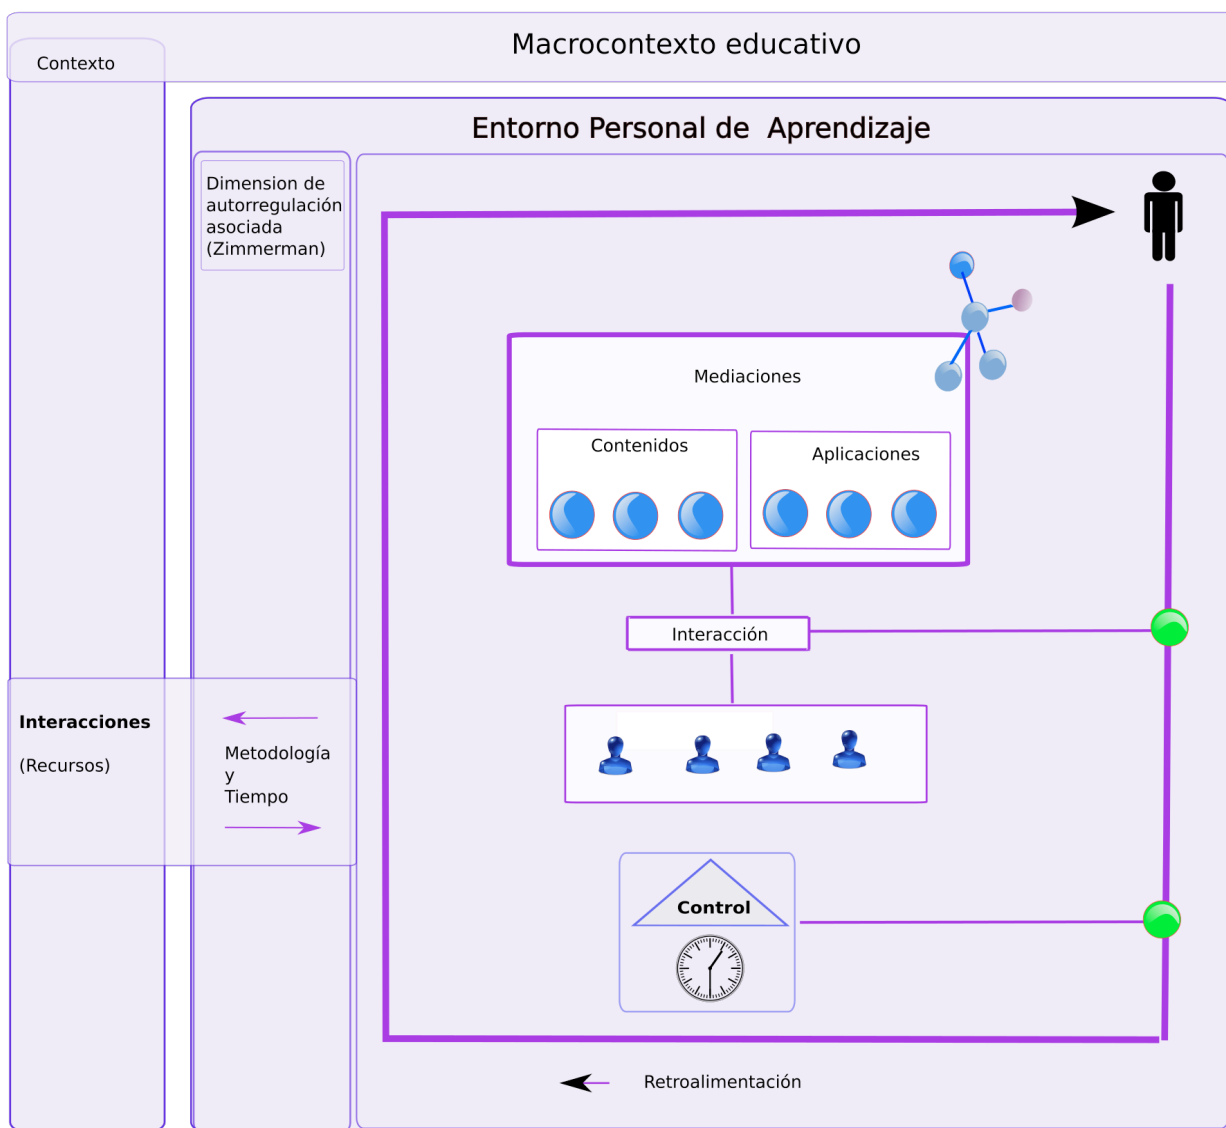 Macrocontexto educativo
Contexto
Entorno Personal de  Aprendizaje
Dimension de
autorregulación
asociada
(Zimmerman)
Mediaciones
Contenidos
Aplicaciones
Interacción
Interacciones
(Recursos)
Metodología
y
Tiempo
Control
Retroalimentación